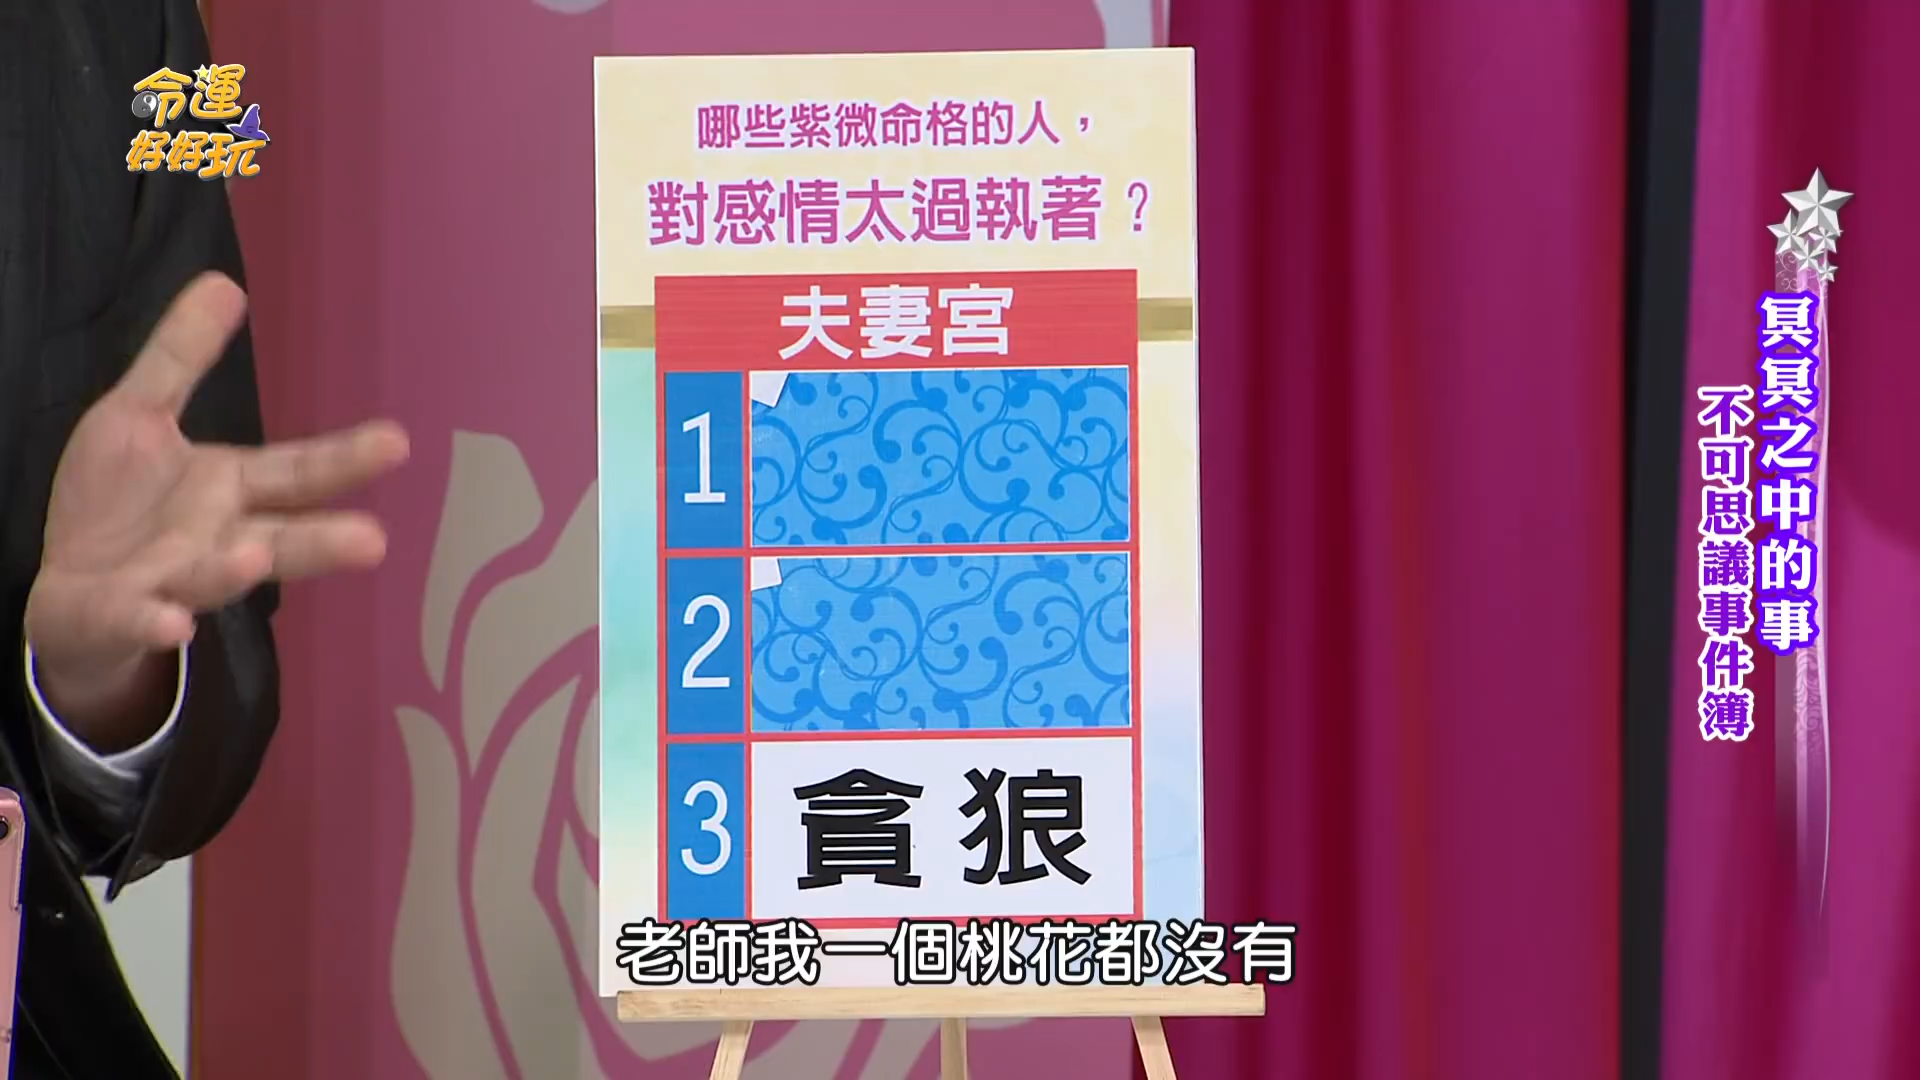 命運
好好玩
哪些紫微命格的人，
對感情太過執著？
夫妻宮
1
2
3
貪狼
老師我一個桃花都沒有
冥冥之中的事
不可思議事件簿